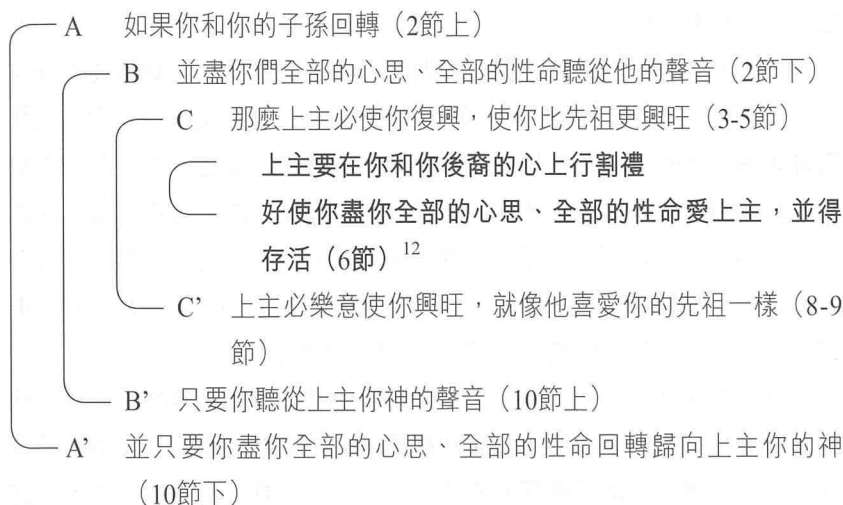 A 如果你和你的子孫回轉（2節上）
B 並盡你們全部的心思、全部的性命聽從他的聲音（2節下）
C 那麼上主必使你復興，使你比先祖更興旺（3-5節）
上主要在你和你後裔的心上行割禮
好使你盡你全部的心思、全部的性命愛上主，並得
存活（6節）12
C’ 上主必樂意使你興旺，就像他喜愛你的先祖一樣（8-9
節）
B’ 只要你聽從上主你神的聲音（10節上）
A’ 並只要你盡你全部的心思、全部的性命回轉歸向上主你的神
（10節下）